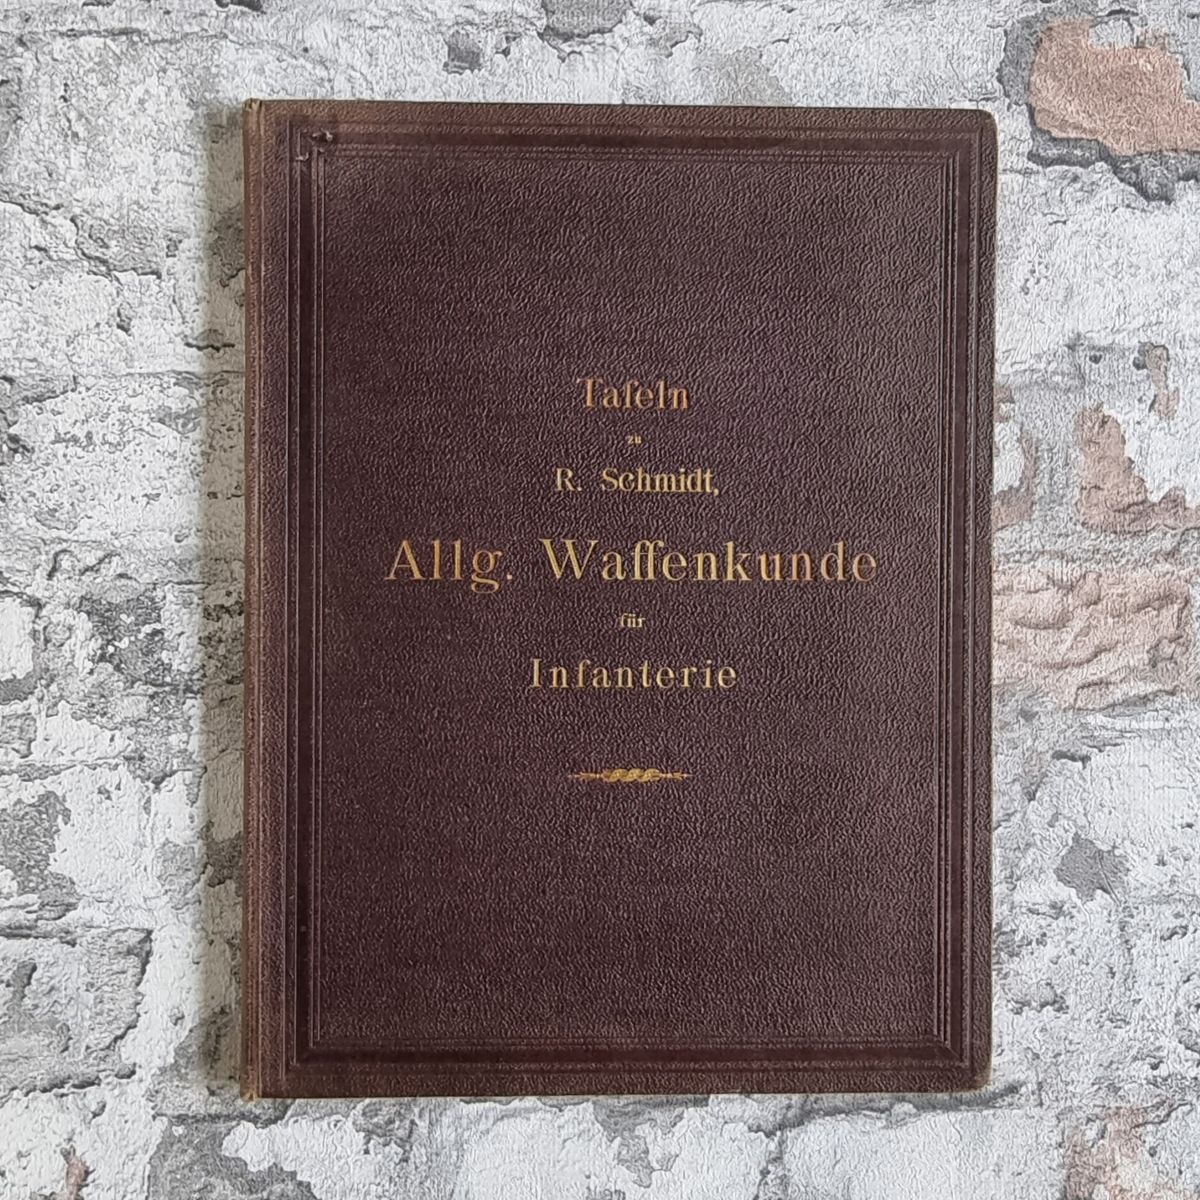 Tafeln
zu
R. Schmidt,
Allg. Waffenkunde
für
Infanterie